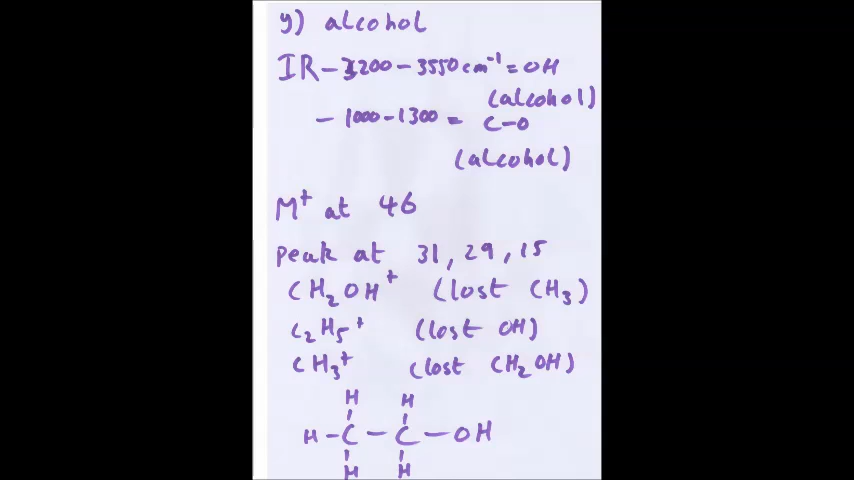 y) alcohol
IR - 3200 - 3550 cm⁻¹ = OH
(alcohol)
- 1000 - 1300 = C-O
(alcohol)
M⁺ at 46
peak at 31, 29, 15
CH₂OH⁺ (lost CH₃)
C₂H₅⁺ (lost OH)
CH₃⁺ (lost CH₂OH)
H H
H - C - C - OH
H H